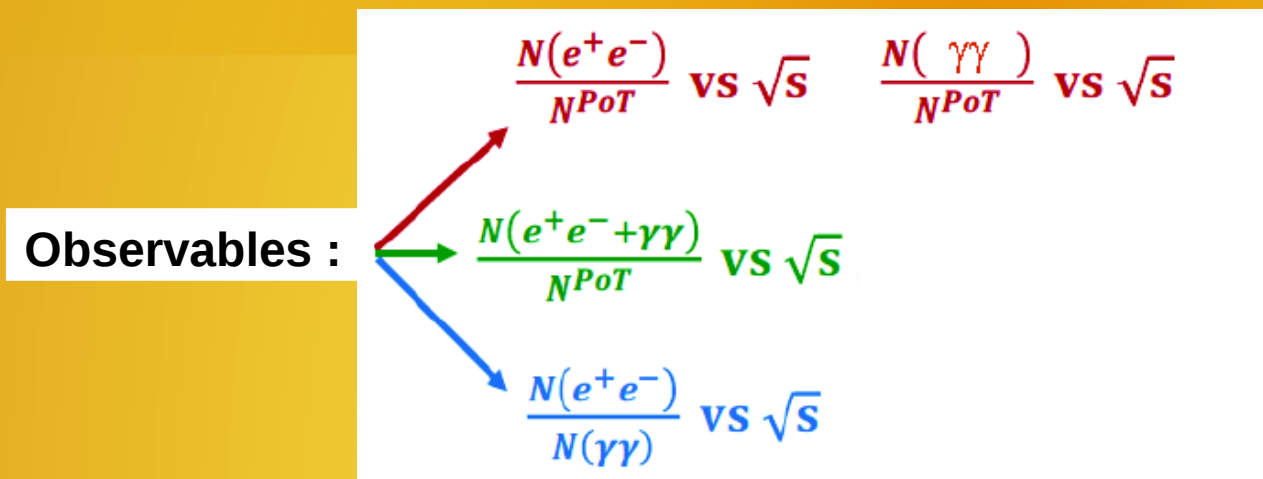 N(e⁺e⁻)/N^PoT vs √s N( γγ )/N^PoT vs √s
Observables : N(e⁺e⁻+γγ)/N^PoT vs √s
N(e⁺e⁻)/N(γγ) vs √s